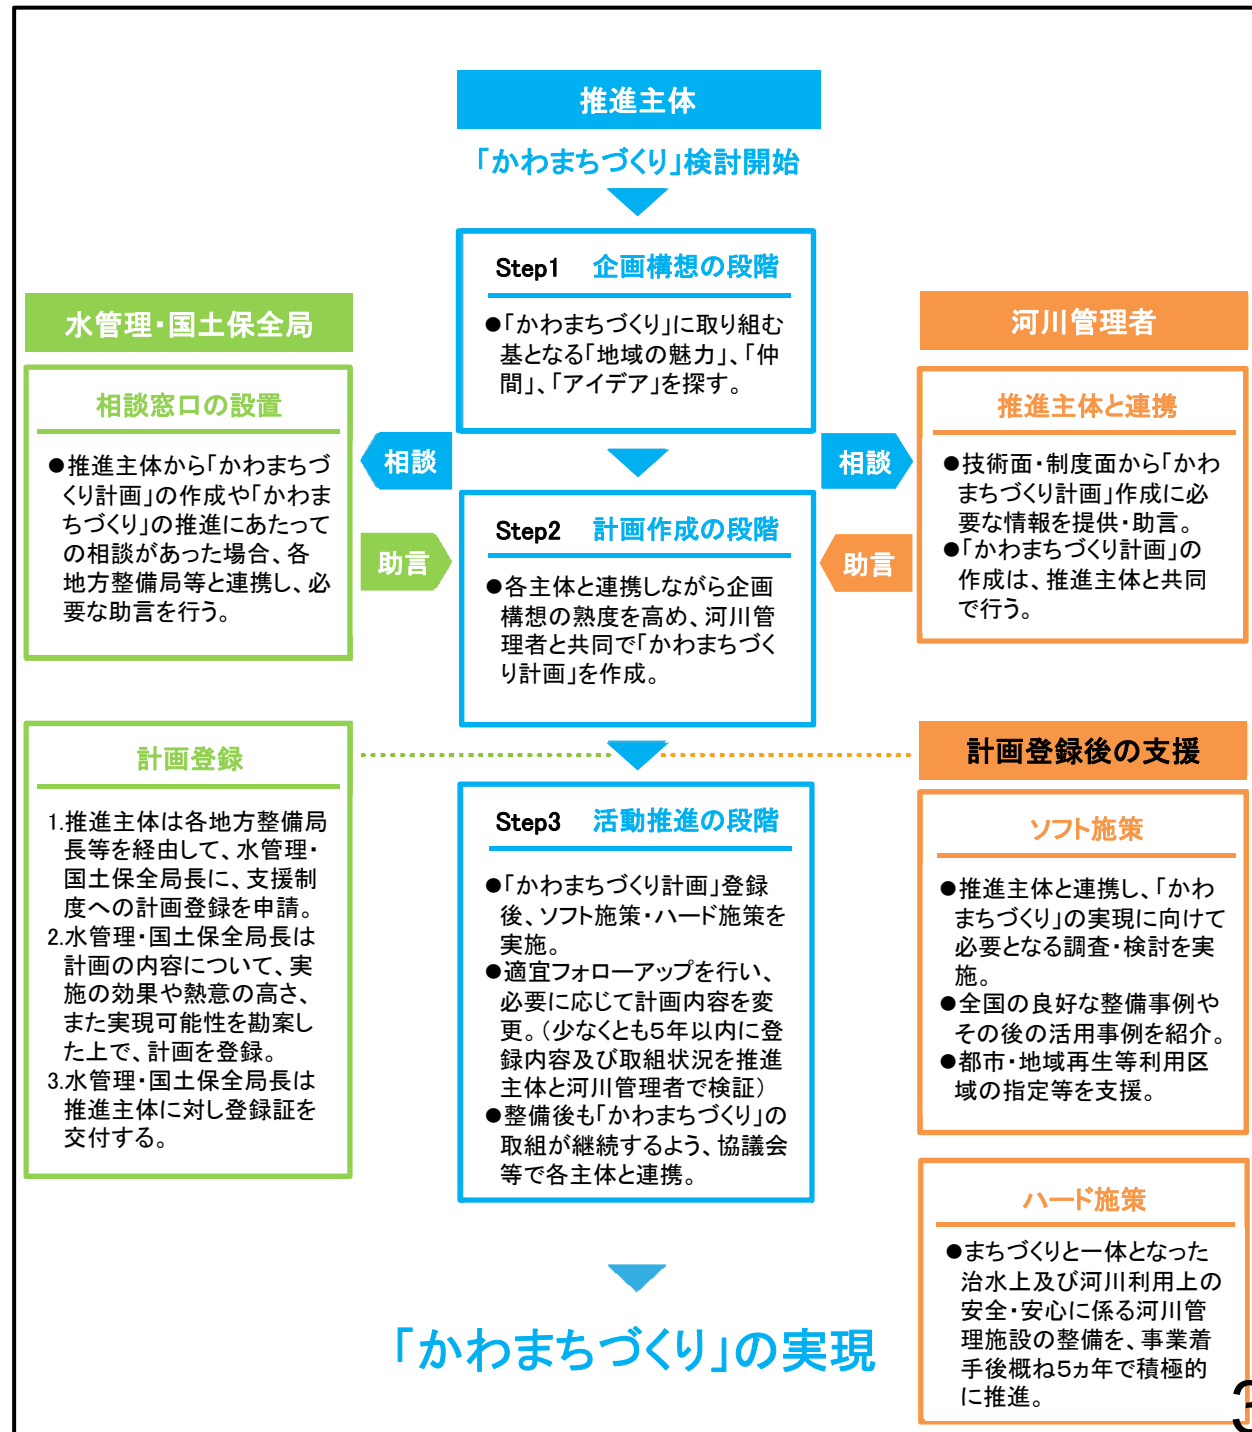 推進主体
「かわまちづくり」検討開始
Step1 企画構想の段階
●「かわまちづくり」に取り組む
基となる「地域の魅力」、「仲
間」、「アイデア」を探す。
水管理・国土保全局
相談窓口の設置
●推進主体から「かわまちづ
くり計画」の作成や「かわま
ちづくり」の推進にあたって
の相談があった場合、各
地方整備局等と連携し、必
要な助言を行う。
相談
助言
河川管理者
推進主体と連携
●技術面・制度面から「かわ
まちづくり計画」作成に必
要な情報を提供・助言。
●「かわまちづくり計画」の
作成は、推進主体と共同
で行う。
相談
助言
Step2 計画作成の段階
●各主体と連携しながら企画
構想の熟度を高め、河川管
理者と共同で「かわまちづく
り計画」を作成。
計画登録
1.推進主体は各地方整備局
長等を経由して、水管理・
国土保全局長に、支援制
度への計画登録を申請。
2.水管理・国土保全局長は
計画の内容について、実
施の効果や熱意の高さ、
また実現可能性を勘案し
た上で、計画を登録。
3.水管理・国土保全局長は
推進主体に対し登録証を
交付する。
Step3 活動推進の段階
●「かわまちづくり計画」登録
後、ソフト施策・ハード施策を
実施。
●適宜フォローアップを行い、
必要に応じて計画内容を変
更。（少なくとも5年以内に登
録内容及び取組状況を推進
主体と河川管理者で検証）
●整備後も「かわまちづくり」の
取組が継続するよう、協議会
等で各主体と連携。
計画登録後の支援
ソフト施策
●推進主体と連携し、「かわ
まちづくり」の実現に向けて
必要となる調査・検討を実
施。
●全国の良好な整備事例や
その後の活用事例を紹介。
●都市・地域再生等利用区
域の指定等を支援。
ハード施策
●まちづくりと一体となった
治水上及び河川利用上の
安全・安心に係る河川管
理施設の整備を、事業着
手後概ね5ヵ年で積極的
に推進。
「かわまちづくり」の実現